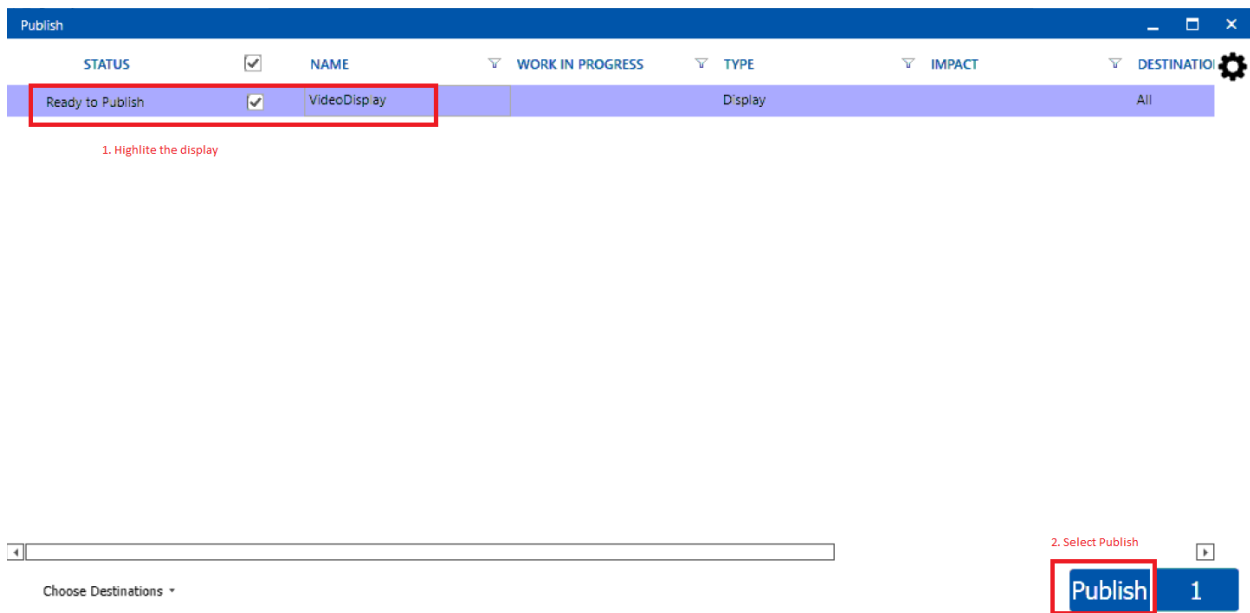 Publish
STATUS NAME WORK IN PROGRESS TYPE IMPACT DESTINATIO
Ready to Publish VideoDisplay Display All
1. Highlite the display
2. Select Publish
Choose Destinations Publish 1